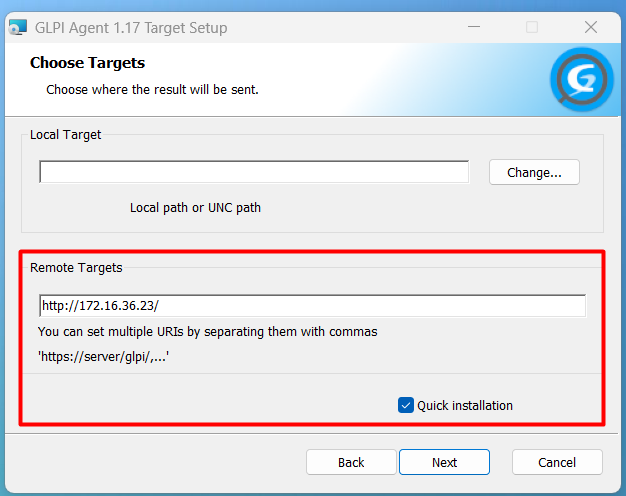 GLPI Agent 1.17 Target Setup
Choose Targets
Choose where the result will be sent.
Local Target
Change...
Local path or UNC path
Remote Targets
http://172.16.36.23/
You can set multiple URIs by separating them with commas
'https://server/glpi/,...'
Quick installation
Back
Next
Cancel